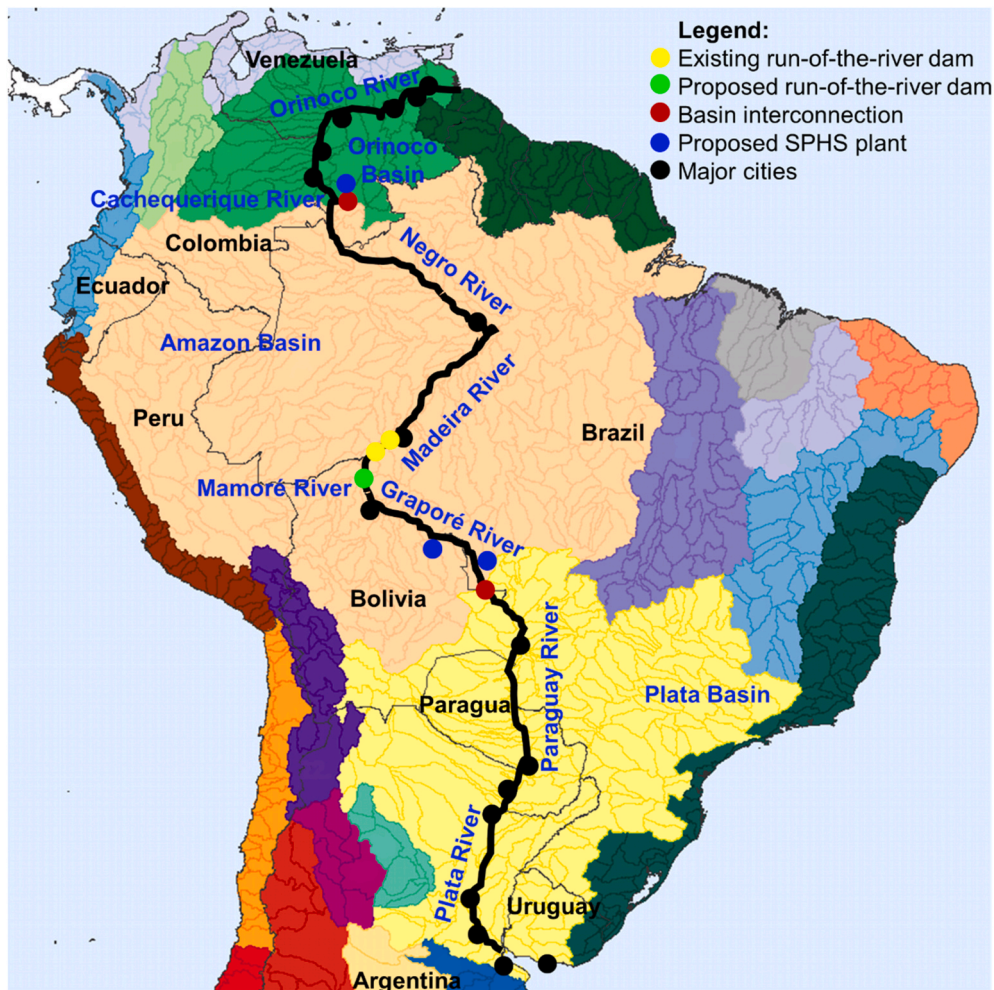 Legend:
Existing run-of-the-river dam
Proposed run-of-the-river dam
Basin interconnection
Proposed SPHS plant
Major cities
Venezuela
Orinoco River
Orinoco
Basin
Cachequerique River
Colombia
Negro River
Ecuador
Amazon Basin
Madeira River
Peru
Brazil
Mamoré River
Graporé River
Bolivia
Paraguay River
Plata Basin
Paragua
Plata River
Uruguay
Argentina